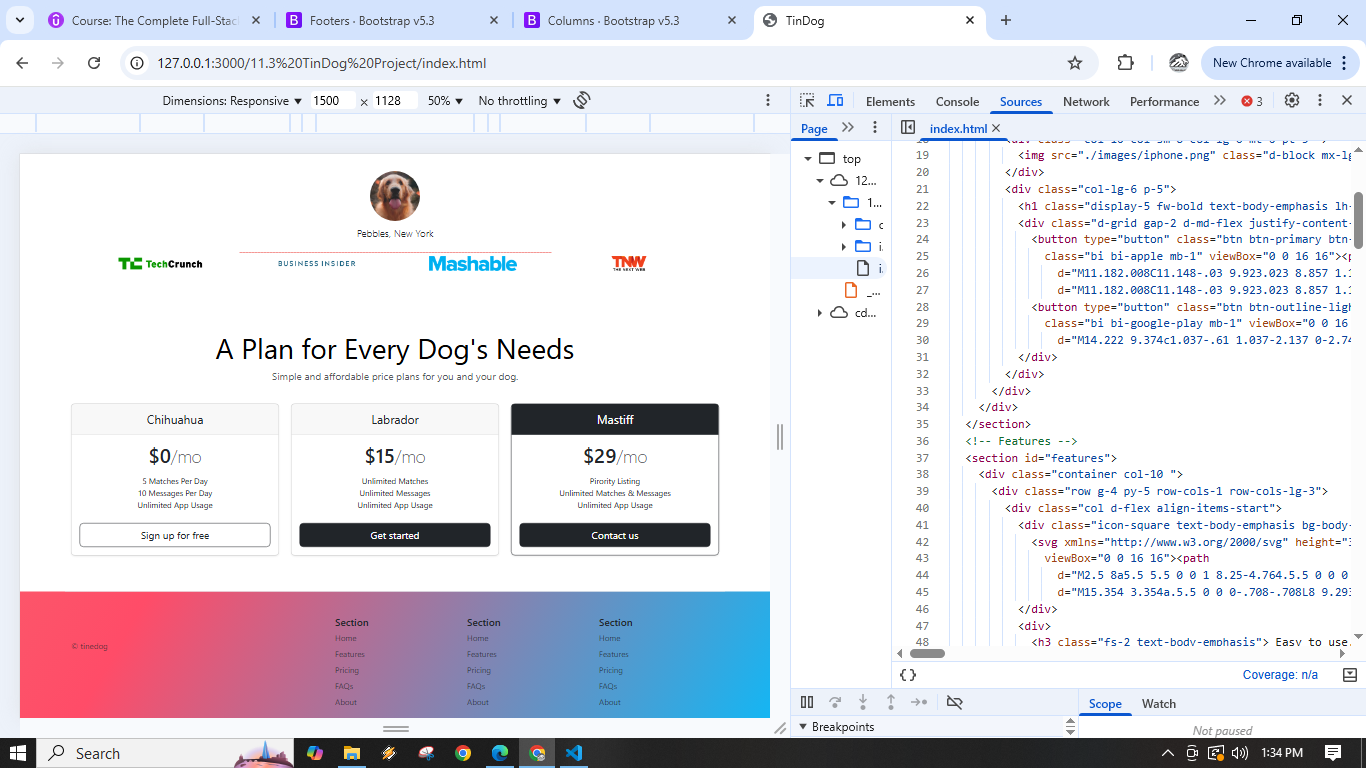 Course: The Complete Full-Stac
Footers · Bootstrap v5.3
Columns · Bootstrap v5.3
TinDog
127.0.0.1:3000/11.3%20TinDog%20Project/index.html
New Chrome available
Dimensions: Responsive
1500
×
1128
50%
No throttling
Elements
Console
Sources
Network
Performance
3
Page
index.html
top
12...
1...
c
i.
i.
_...
cd...
Pebbles, New York
TC TechCrunch
BUSINESS INSIDER
Mashable
TNW
THE NEXT WEB
A Plan for Every Dog's Needs
Simple and affordable price plans for you and your dog.
Chihuahua
$0/mo
5 Matches Per Day
10 Messages Per Day
Unlimited App Usage
Sign up for free
Labrador
$15/mo
Unlimited Matches
Unlimited Messages
Unlimited App Usage
Get started
Mastiff
$29/mo
Pirority Listing
Unlimited Matches & Messages
Unlimited App Usage
Contact us
© tinedog
Section
Home
Features
Pricing
FAQs
About
Section
Home
Features
Pricing
FAQs
About
Section
Home
Features
Pricing
FAQs
About
19 <img src="./images/iphone.png" class="d-block mx-lg
20 </div>
21 <div class="col-lg-6 p-5">
22 <h1 class="display-5 fw-bold text-body-emphasis lh-
23 <div class="d-grid gap-2 d-md-flex justify-content-
24 <button type="button" class="btn btn-primary btn-
25 class="bi bi-apple mb-1" viewBox="0 0 16 16"><p
26 d="M11.182.008C11.148-.03 9.923.023 8.857 1.1
27 d="M11.182.008C11.148-.03 9.923.023 8.857 1.1
28 <button type="button" class="btn btn-outline-ligh
29 class="bi bi-google-play mb-1" viewBox="0 0 16
30 d="M14.222 9.374c1.037-.61 1.037-2.137 0-2.74
31 </div>
32 </div>
33 </div>
34 </div>
35 </section>
36 <!-- Features -->
37 <section id="features">
38 <div class="container col-10 ">
39 <div class="row g-4 py-5 row-cols-1 row-cols-lg-3">
40 <div class="col d-flex align-items-start">
41 <div class="icon-square text-body-emphasis bg-body-
42 <svg xmlns="http://www.w3.org/2000/svg" height="3
43 viewBox="0 0 16 16"><path
44 d="M2.5 8a5.5 5.5 0 0 1 8.25-4.764.5.5 0 0 0
45 d="M15.354 3.354a.5.5 0 0 0-.708-.708L8 9.293
46 </div>
47 <div>
48 <h3 class="fs-2 text-body-emphasis"> Easy to use.
{}
Coverage: n/a
Scope
Watch
Breakpoints
Not paused
Search
1:34 PM